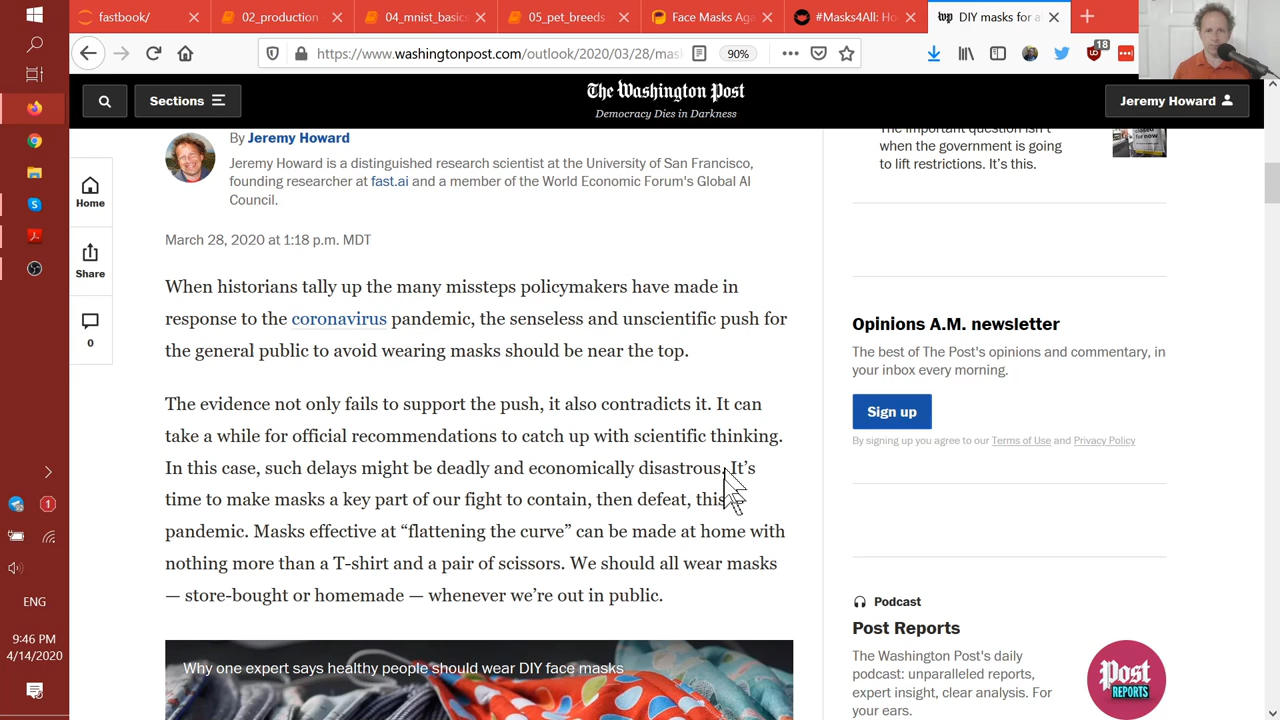 fastbook/
02_production
04_mnist_basics
05_pet_breeds
Face Masks Aga
#Masks4All: Ho
wp DIY masks for a
https://www.washingtonpost.com/outlook/2020/03/28/mas
90%
18
Sections
The Washington Post
Democracy Dies in Darkness
Jeremy Howard
Home
Share
0
By Jeremy Howard
Jeremy Howard is a distinguished research scientist at the University of San Francisco,
founding researcher at fast.ai and a member of the World Economic Forum's Global AI
Council.
March 28, 2020 at 1:18 p.m. MDT
When historians tally up the many missteps policymakers have made in
response to the coronavirus pandemic, the senseless and unscientific push for
the general public to avoid wearing masks should be near the top.
The evidence not only fails to support the push, it also contradicts it. It can
take a while for official recommendations to catch up with scientific thinking.
In this case, such delays might be deadly and economically disastrous. It's
time to make masks a key part of our fight to contain, then defeat, this
pandemic. Masks effective at “flattening the curve” can be made at home with
nothing more than a T-shirt and a pair of scissors. We should all wear masks
— store-bought or homemade — whenever we’re out in public.
Why one expert says healthy people should wear DIY face masks
The important question isn't
when the government is going
to lift restrictions. It's this.
Opinions A.M. newsletter
The best of The Post's opinions and commentary, in
your inbox every morning.
Sign up
By signing up you agree to our Terms of Use and Privacy Policy
Podcast
Post Reports
The Washington Post's daily
podcast: unparalleled reports,
expert insight, clear analysis. For
your ears.
Post
REPORTS
1
ENG
9:46 PM
4/14/2020